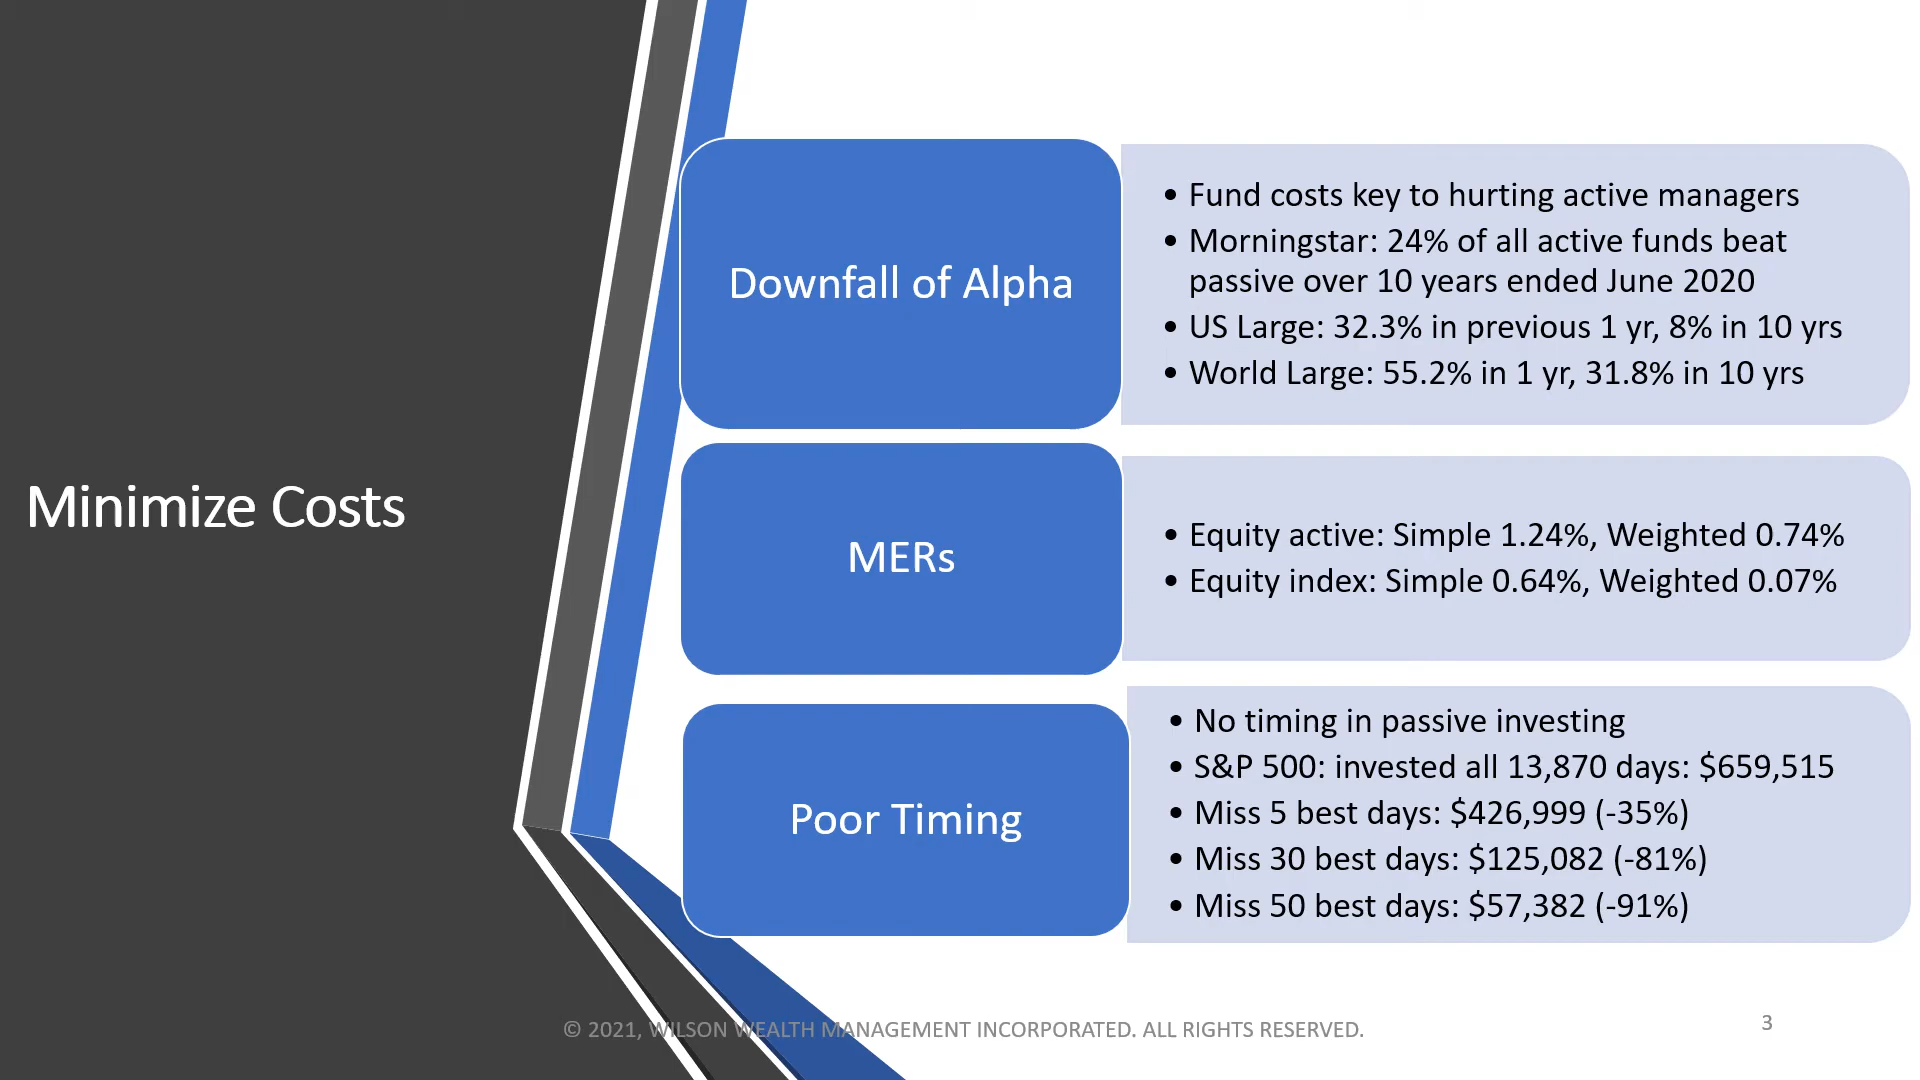 Minimize Costs
Downfall of Alpha
• Fund costs key to hurting active managers
• Morningstar: 24% of all active funds beat
passive over 10 years ended June 2020
• US Large: 32.3% in previous 1 yr, 8% in 10 yrs
• World Large: 55.2% in 1 yr, 31.8% in 10 yrs
MERs
• Equity active: Simple 1.24%, Weighted 0.74%
• Equity index: Simple 0.64%, Weighted 0.07%
Poor Timing
• No timing in passive investing
• S&P 500: invested all 13,870 days: $659,515
• Miss 5 best days: $426,999 (-35%)
• Miss 30 best days: $125,082 (-81%)
• Miss 50 best days: $57,382 (-91%)
© 2021, WILSON WEALTH MANAGEMENT INCORPORATED. ALL RIGHTS RESERVED.
3